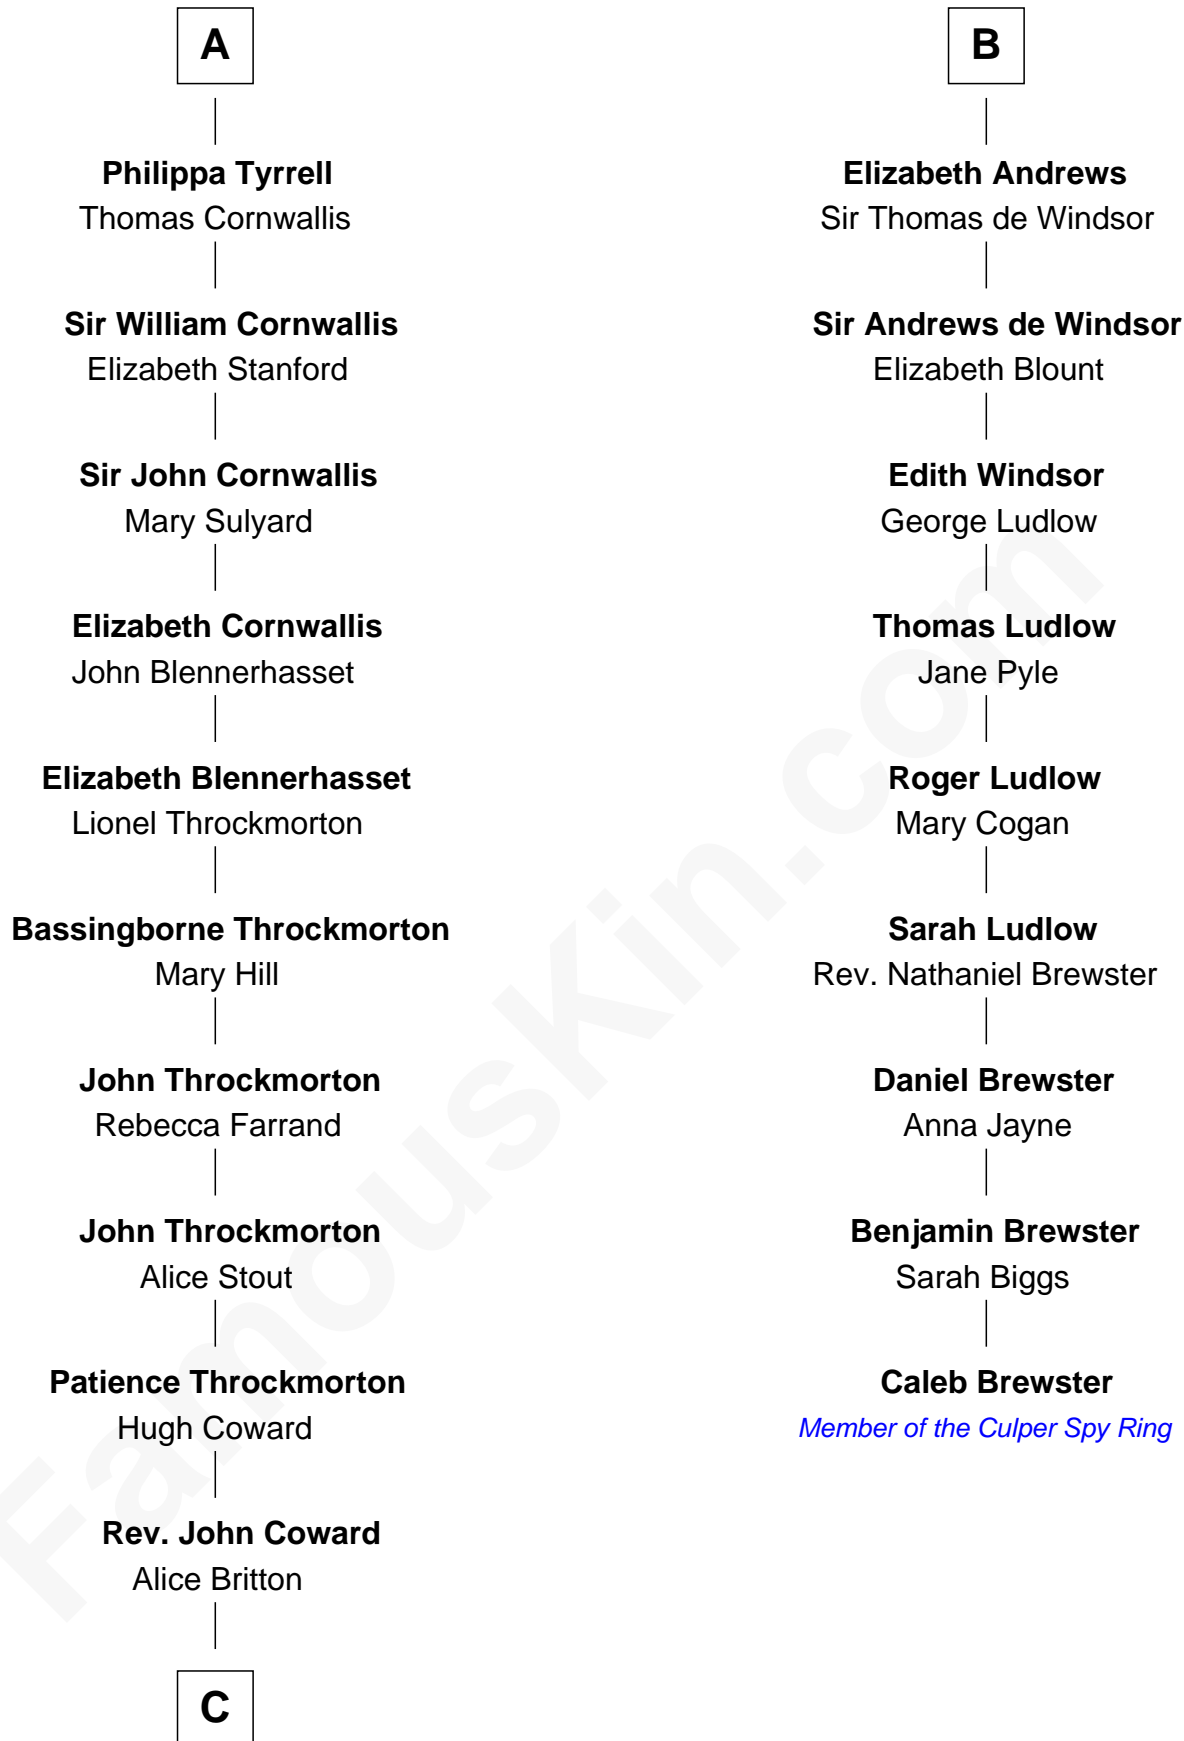 A
Philippa Tyrrell
Thomas Cornwallis
Sir William Cornwallis
Elizabeth Stanford
Sir John Cornwallis
Mary Sulyard
Elizabeth Cornwallis
John Blennerhasset
Elizabeth Blennerhasset
Lionel Throckmorton
Bassingborne Throckmorton
Mary Hill
John Throckmorton
Rebecca Farrand
John Throckmorton
Alice Stout
Patience Throckmorton
Hugh Coward
Rev. John Coward
Alice Britton
C
B
Elizabeth Andrews
Sir Thomas de Windsor
Sir Andrews de Windsor
Elizabeth Blount
Edith Windsor
George Ludlow
Thomas Ludlow
Jane Pyle
Roger Ludlow
Mary Cogan
Sarah Ludlow
Rev. Nathaniel Brewster
Daniel Brewster
Anna Jayne
Benjamin Brewster
Sarah Biggs
Caleb Brewster
Member of the Culper Spy Ring
FamousKin.com